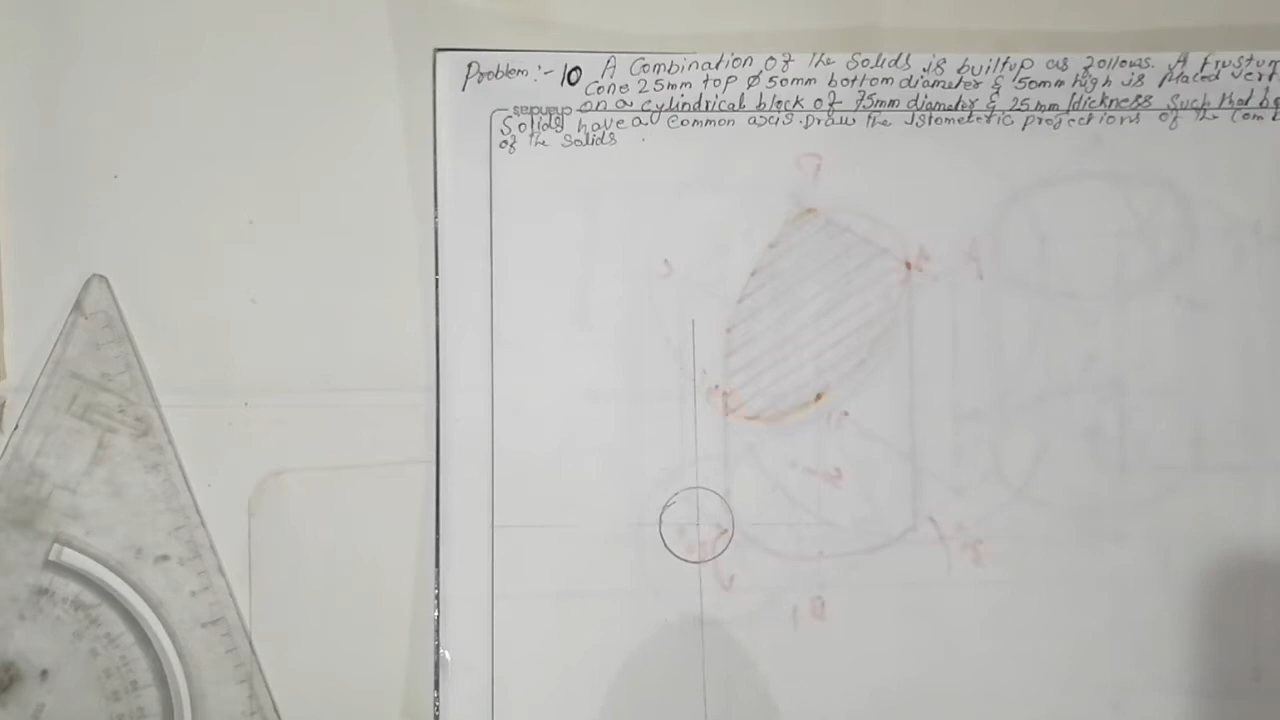 Problem:- 10 A Combination of the Solids is builtup as follows. A frustum
Cone 25mm top φ 50mm bottom diameter & 50mm high is Placed vert
on a cylindrical block of 75mm diameter & 25mm thickness Such that bo
Solids have a Common axis. Draw the Isometric projections of the Com
of the Solids.